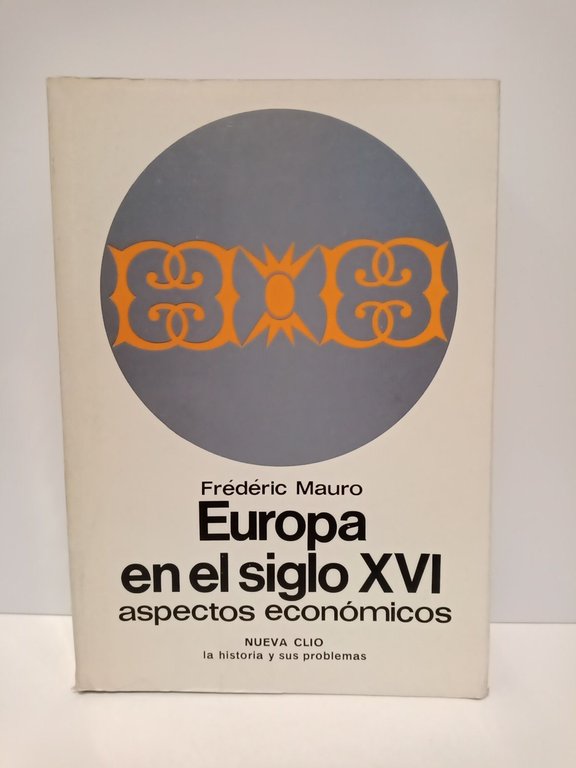 Frédéric Mauro
Europa
en el siglo XVI
aspectos económicos
NUEVA CLIO
la historia y sus problemas